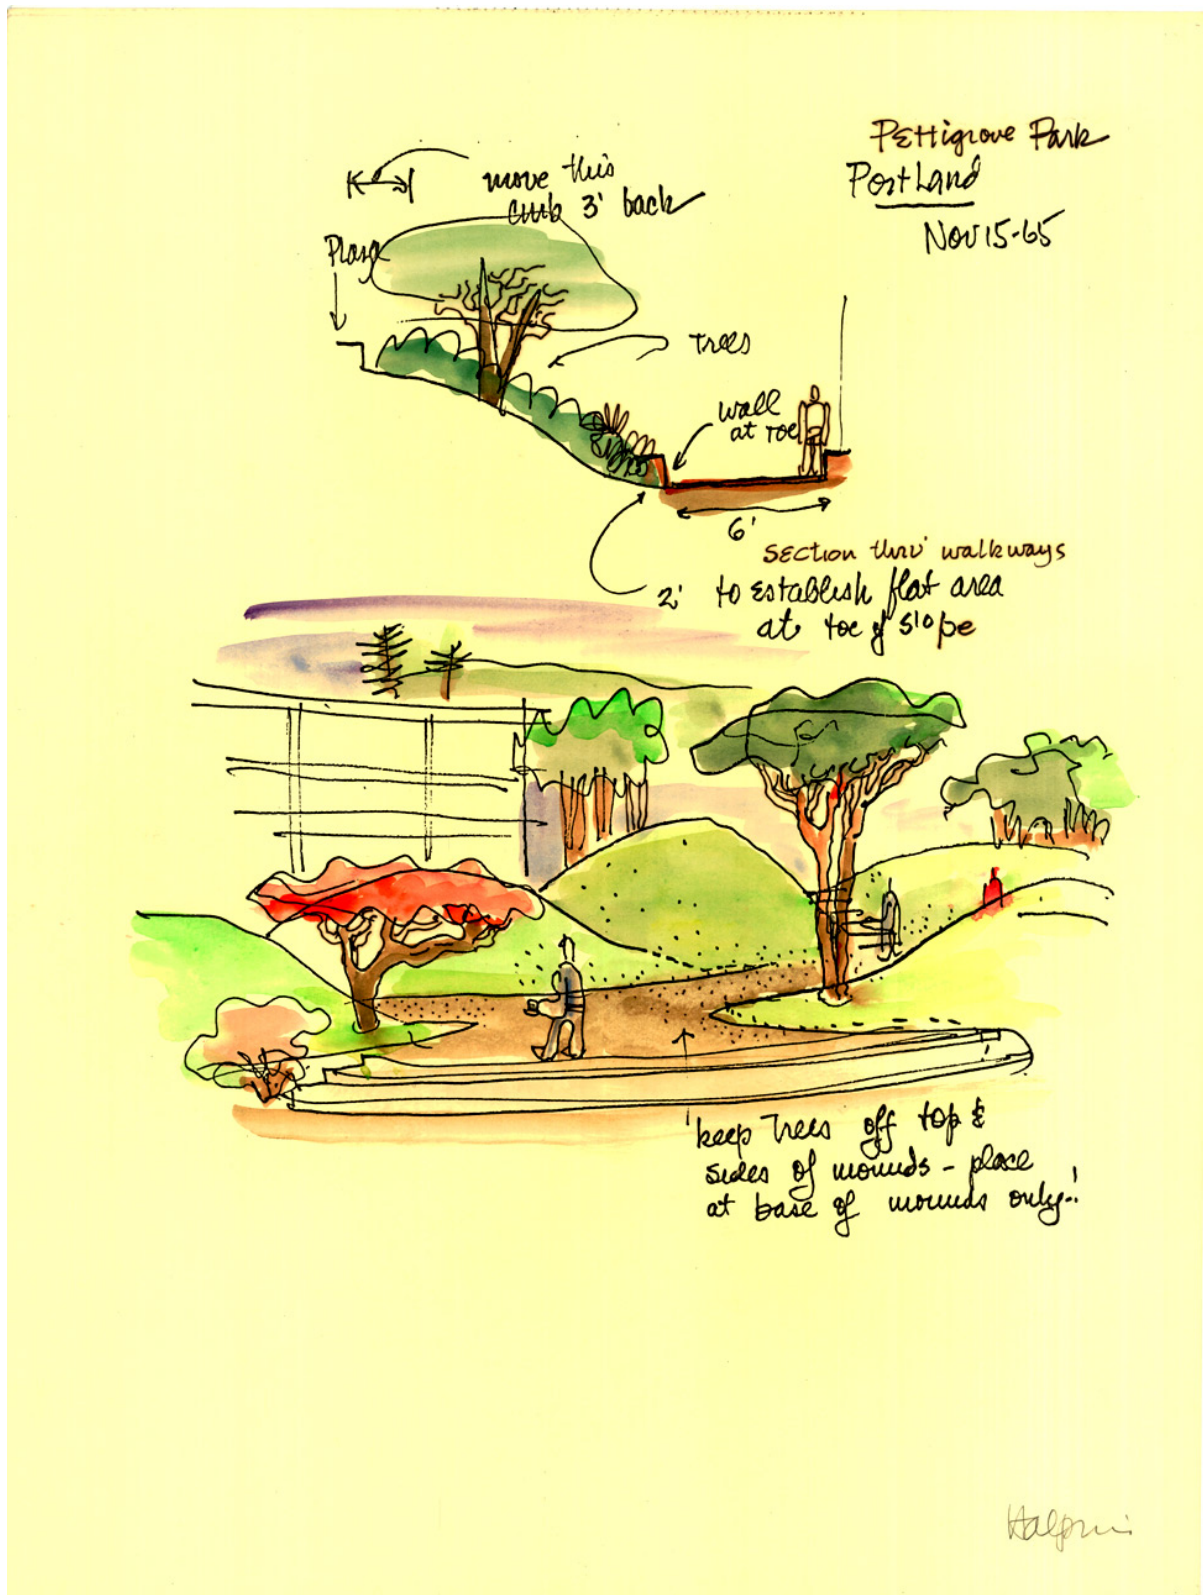 Pettigrove Park
Portland
Nov 15-65
move this
curb 3' back
Plaza
Trees
wall
at toe
6'
section thru' walkways
2' to establish flat area
at toe of slope
keep Trees off top &
sides of mounds - place
at base of mounds only-!
Halprin